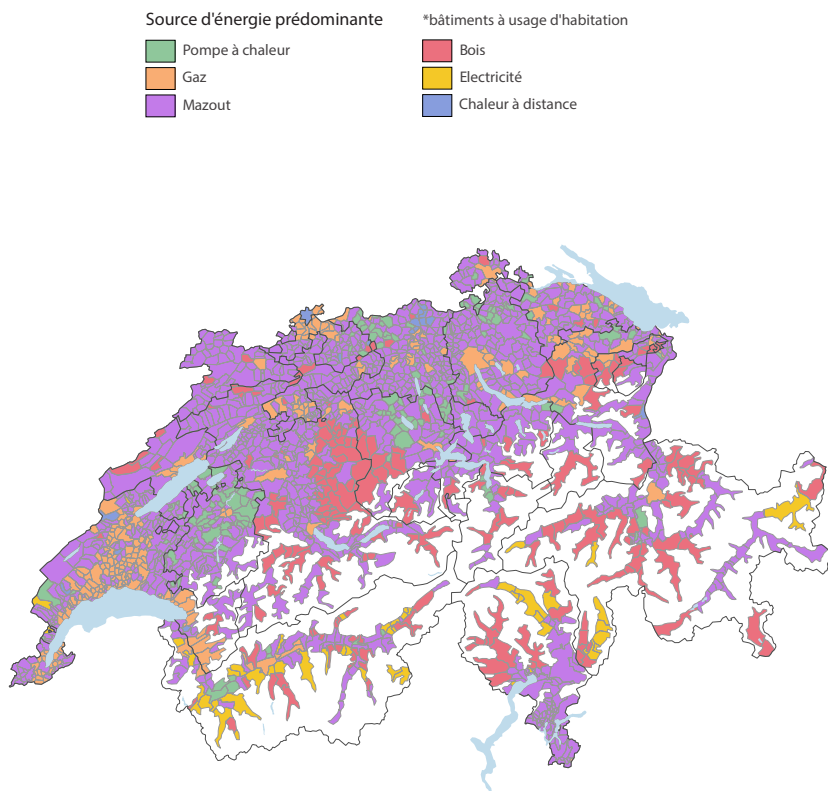 Source d'énergie prédominante
*bâtiments à usage d'habitation
Pompe à chaleur
Bois
Gaz
Electricité
Mazout
Chaleur à distance